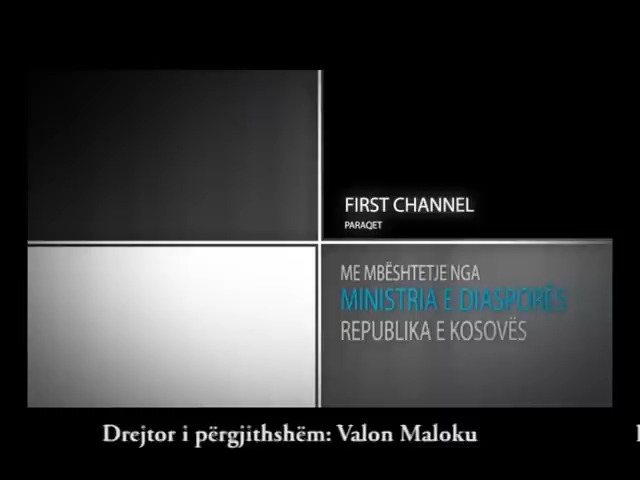 FIRST CHANNEL
PARAQET
ME MBËSHTETJE NGA
MINISTRIA E DIASPORËS
REPUBLIKA E KOSOVËS
Drejtor i përgjithshëm: Valon Maloku